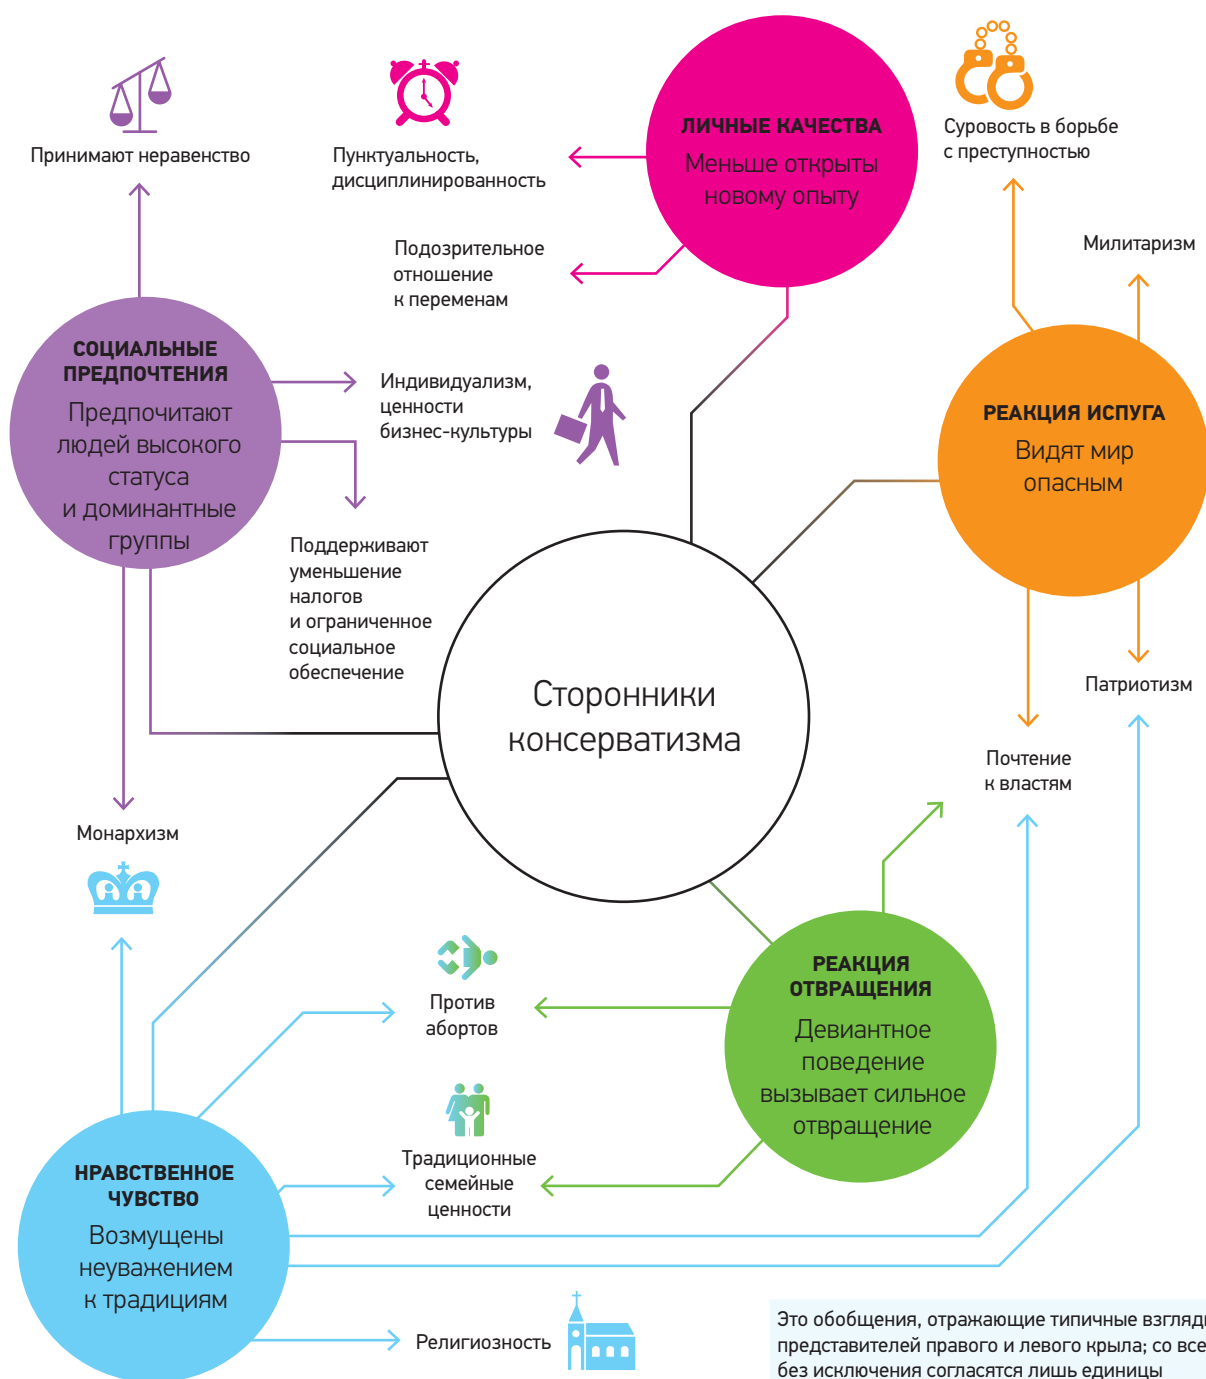 ЛИЧНЫЕ КАЧЕСТВА
Меньше открыты
новому опыту
Суровость в борьбе
с преступностью
Принимают неравенство
Пунктуальность,
дисциплинированность
Подозрительное
отношение
к переменам
Милитаризм
СОЦИАЛЬНЫЕ
ПРЕДПОЧТЕНИЯ
Предпочитают
людей высокого
статуса
и доминантные
группы
Индивидуализм,
ценности
бизнес-культуры
РЕАКЦИЯ ИСПУГА
Видят мир
опасным
Поддерживают
уменьшение
налогов
и ограниченное
социальное
обеспечение
Сторонники
консерватизма
Патриотизм
Почтение
к властям
Монархизм
РЕАКЦИЯ
ОТВРАЩЕНИЯ
Девиантное
поведение
вызывает сильное
отвращение
Против
абортов
Традиционные
семейные
ценности
НРАВСТВЕННОЕ
ЧУВСТВО
Возмущены
неуважением
к традициям
Религиозность
Это обобщения, отражающие типичные
представителей правого и левого крыла; со
без исключения согласятся лишь единицы